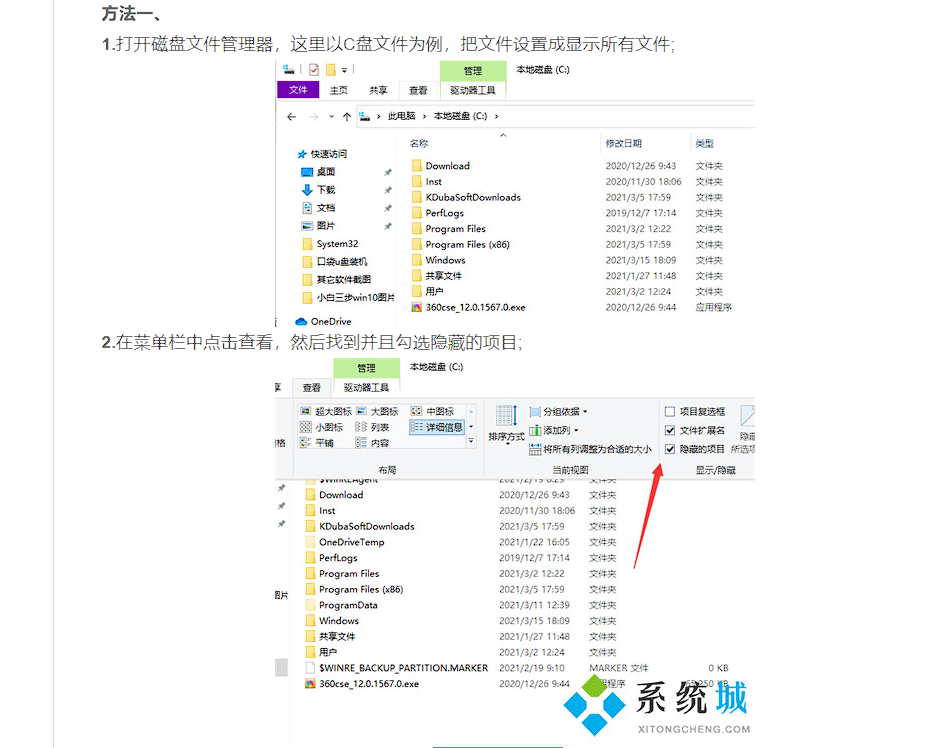 方法一、
1.打开磁盘文件管理器，这里以C盘文件为例，把文件设置成显示所有文件;
管理 本地磁盘 (C:)
文件 主页 共享 查看 驱动器工具
此电脑 › 本地磁盘 (C:) ›
名称 修改日期 类型
快速访问
桌面
下载
文档
图片
System32
口袋u盘装机
其它软件截图
小白三步win10图片
OneDrive
Download 2020/12/26 9:43 文件夹
Inst 2020/11/30 18:06 文件夹
KDubaSoftDownloads 2021/3/5 17:59 文件夹
PerfLogs 2019/12/7 17:14 文件夹
Program Files 2021/3/2 12:22 文件夹
Program Files (x86) 2021/3/5 17:59 文件夹
Windows 2021/3/15 18:09 文件夹
共享文件 2021/1/27 11:48 文件夹
用户 2021/3/2 12:24 文件夹
360cse_12.0.1567.0.exe 2020/12/26 9:44 应用程序
2.在菜单栏中点击查看，然后找到并且勾选隐藏的项目;
管理 本地磁盘 (C:)
查看 驱动器工具
超大图标 大图标 中图标
小图标 列表 详细信息
平铺 内容
布局
排序方式
分组依据
添加列
将所有列调整为合适的大小
当前视图
项目复选框
文件扩展名
隐藏的项目
所选项
显示/隐藏
$WinREAgent 2021/2/19 8:29 文件夹
Download 2020/12/26 9:43 文件夹
Inst 2020/11/30 18:06 文件夹
KDubaSoftDownloads 2021/3/5 17:59 文件夹
OneDriveTemp 2021/1/22 16:05 文件夹
PerfLogs 2019/12/7 17:14 文件夹
Program Files 2021/3/2 12:22 文件夹
Program Files (x86) 2021/3/5 17:59 文件夹
ProgramData 2021/3/11 12:39 文件夹
Windows 2021/3/15 18:09 文件夹
共享文件 2021/1/27 11:48 文件夹
用户 2021/3/2 12:24 文件夹
$WINRE_BACKUP_PARTITION.MARKER 2021/2/19 9:10 MARKER 文件 0 KB
360cse_12.0.1567.0.exe 2020/12/26 9:44 用程序
图片
系统城
XITONGCHENG.COM